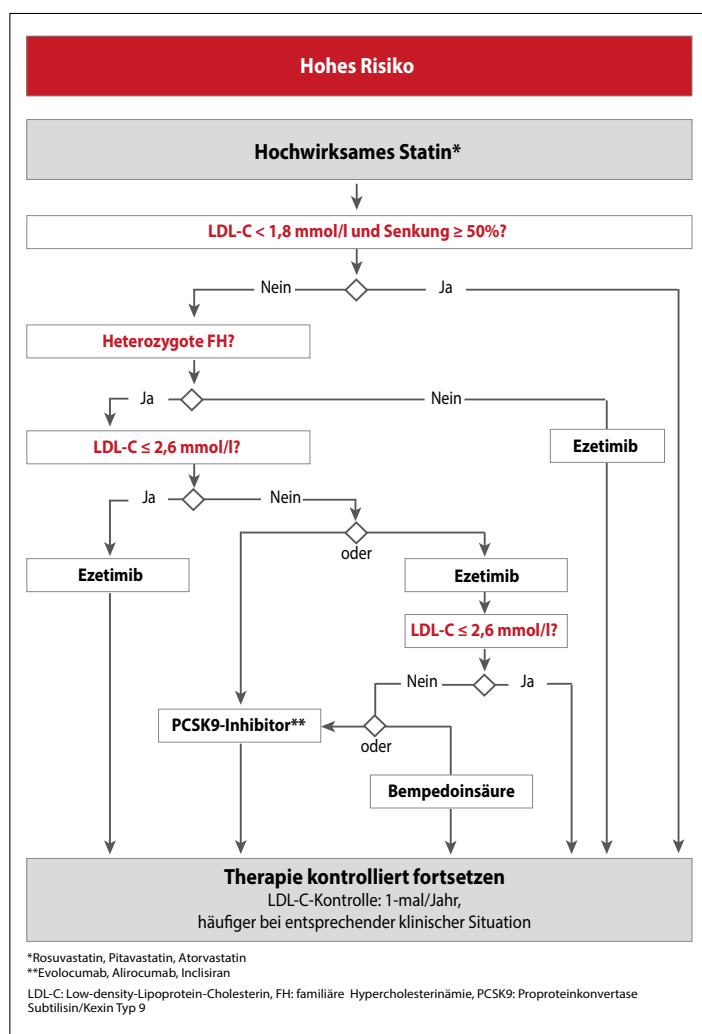 Hohes Risiko
Hochwirksames Statin*
LDL-C < 1,8 mmol/l und Senkung ≥ 50%?
Nein
Ja
Heterozygote FH?
Ja
Nein
LDL-C ≤ 2,6 mmol/l?
Ezetimib
Ja
Nein
oder
Ezetimib
Ezetimib
LDL-C ≤ 2,6 mmol/l?
Nein
Ja
PCSK9-Inhibitor**
oder
Bempedoinsäure
Therapie kontrolliert fortsetzen
LDL-C-Kontrolle: 1-mal/Jahr,
häufiger bei entsprechender klinischer Situation
*Rosuvastatin, Pitavastatin, Atorvastatin
**Evolocumab, Alirocumab, Inclisiran
LDL-C: Low-density-Lipoprotein-Cholesterin, FH: familiäre Hypercholesterinämie, PCSK9: Proproteinkonvertase
Subtilisin/Kexin Typ 9